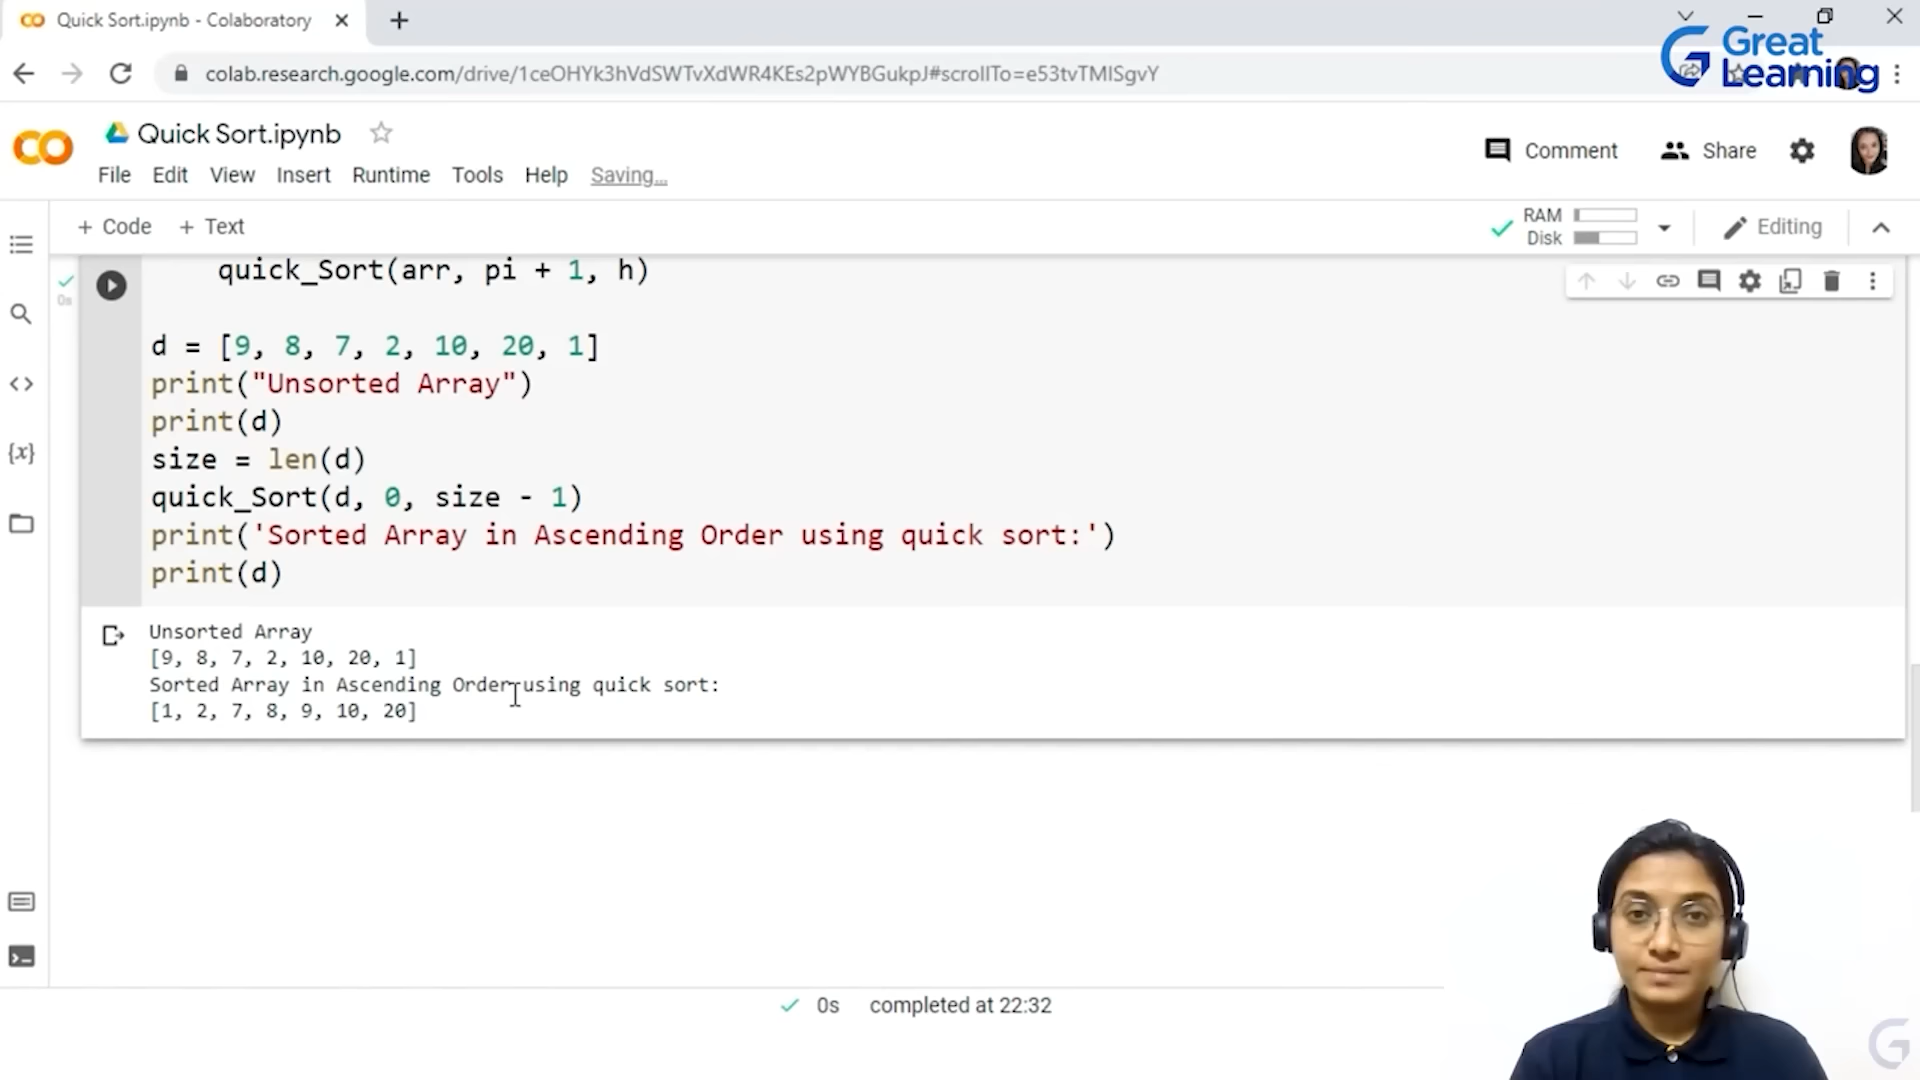 Quick Sort.ipynb - Colaboratory
colab.research.google.com/drive/1ceOHYk3hVdSWTvXdWR4KEs2pWYBGukpJ#scrollTo=e53tvTMlSgvY
Great
Learning
Quick Sort.ipynb
Comment
Share
File Edit View Insert Runtime Tools Help Saving...
+ Code + Text
RAM
Disk
Editing
0s
quick_Sort(arr, pi + 1, h)
d = [9, 8, 7, 2, 10, 20, 1]
print("Unsorted Array")
print(d)
size = len(d)
quick_Sort(d, 0, size - 1)
print('Sorted Array in Ascending Order using quick sort:')
print(d)
Unsorted Array
[9, 8, 7, 2, 10, 20, 1]
Sorted Array in Ascending Order using quick sort:
[1, 2, 7, 8, 9, 10, 20]
0s completed at 22:32